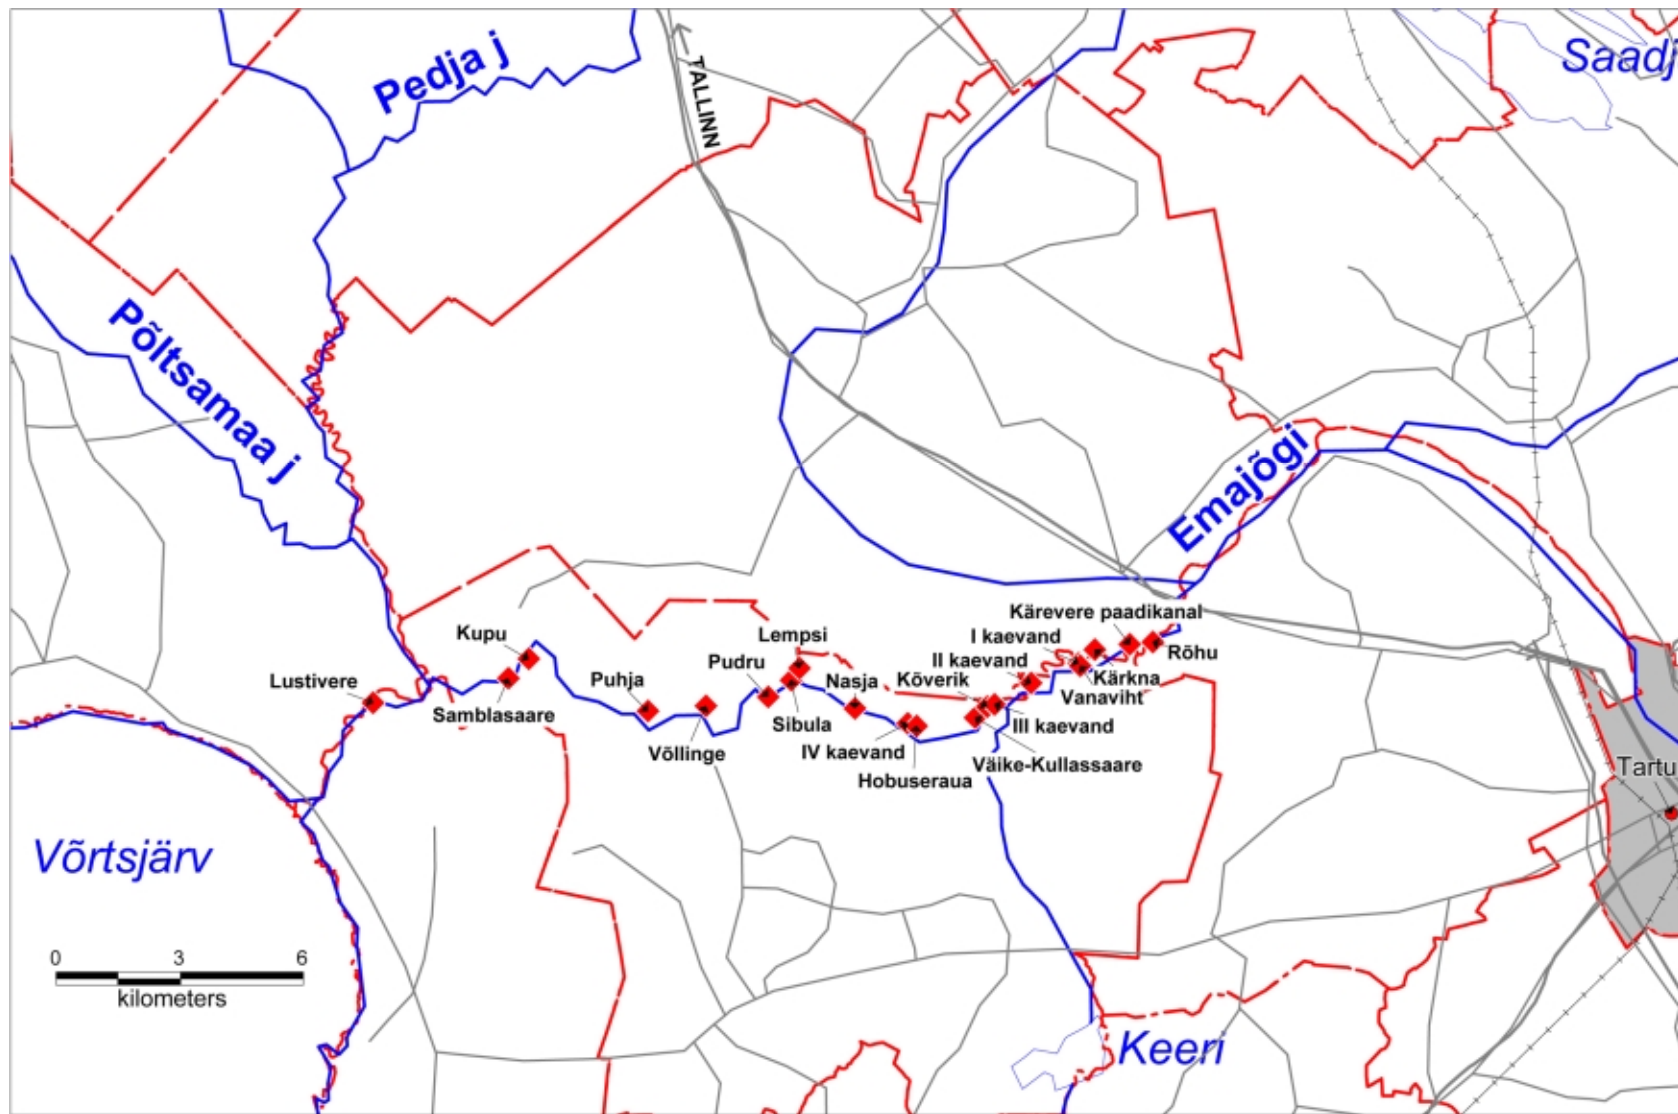 Pedja j
TALLINN
Saadj
Põltsamaa j
Emajõgi
Kärevere paadikanal
Kupu
Lempsi
I kaevand
Röhu
Lustivere
Puhja
Pudru
Nasja
II kaevand
Kõverik
Kärkna
Vanaviht
Samblasaare
Sibula
III kaevand
Võllinge
IV kaevand
Väike-Kullassaare
Hobuseraua
Tartu
Võrtsjärv
0 3 6
kilometers
Keeri